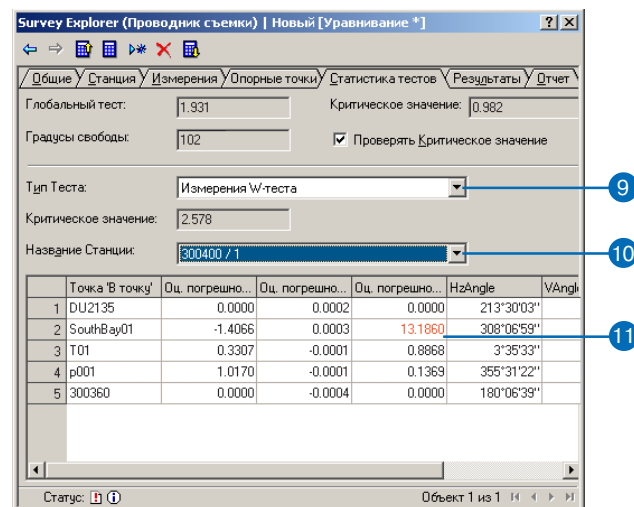 Survey Explorer (Проводник съемки) | Новый [Уравнивание *]
Общие Станция Измерения Опорные точки Статистика тестов Результаты Отчет
Глобальный тест: 1.931 Критическое значение: 0.982
Градусы свободы: 102 Проверять Критическое значение
Тип Теста: Измерения W-теста 9
Критическое значение: 2.578
Название Станции: 300400 / 1 10
Точка 'В точку' Оц. погрешно... Оц. погрешно... Оц. погрешно... HzAngle VAngl
1 DU2135 0.0000 0.0002 0.0000 213°30'03''
2 SouthBay01 -1.4066 0.0003 13.1860 308°06'59'' 11
3 T01 0.3307 -0.0001 0.8868 3°35'33''
4 p001 1.0170 -0.0001 0.1369 355°31'22''
5 300360 0.0000 -0.0004 0.0000 180°06'39''
Статус: Объект 1 из 1